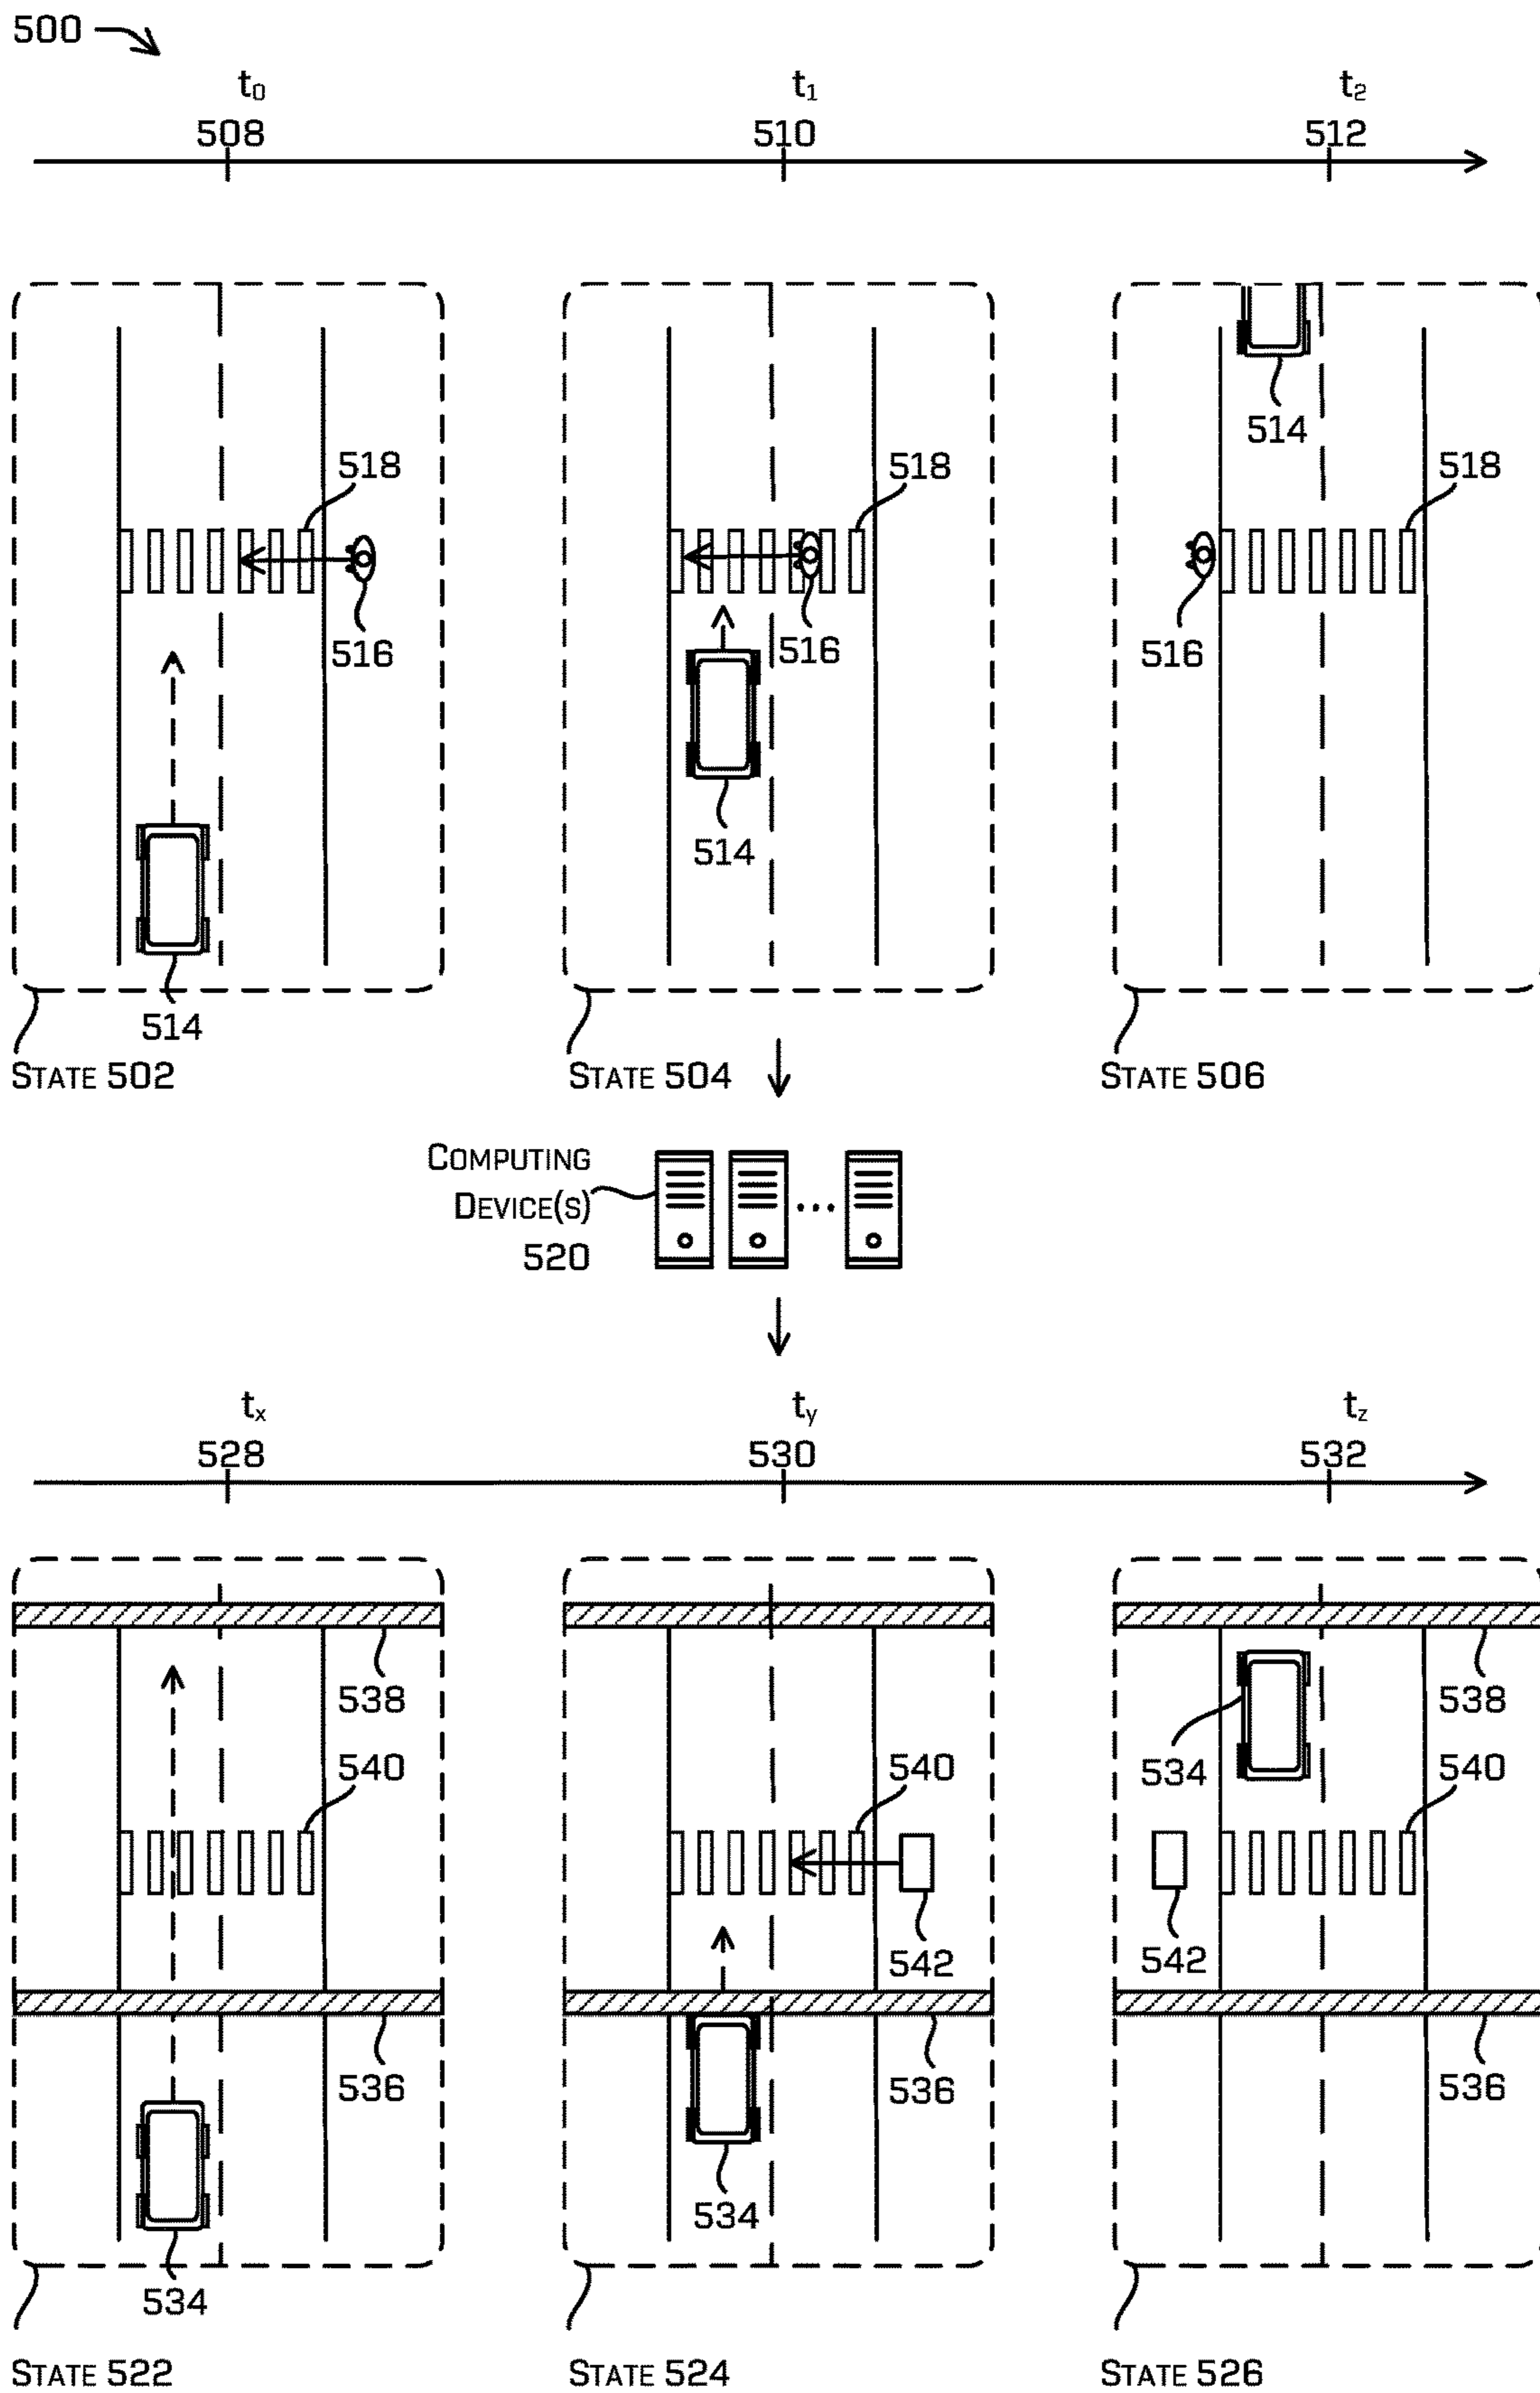 500
t0 t1 t2
508 510 512
514
518 518 518
516 516 516
514
514
STATE 502 STATE 504 STATE 506
COMPUTING
DEVICE(S)
520
tx ty tz
528 530 532
538 538
534
540 540 540
542 542
536 536 536
534
534
STATE 522 STATE 524 STATE 526